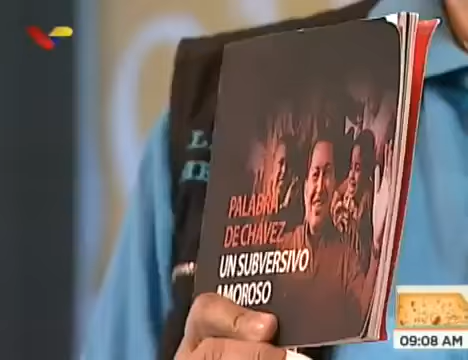 PALABRA
DE CHÁVEZ
UN SUBVERSIVO
AMOROSO
09:08 AM